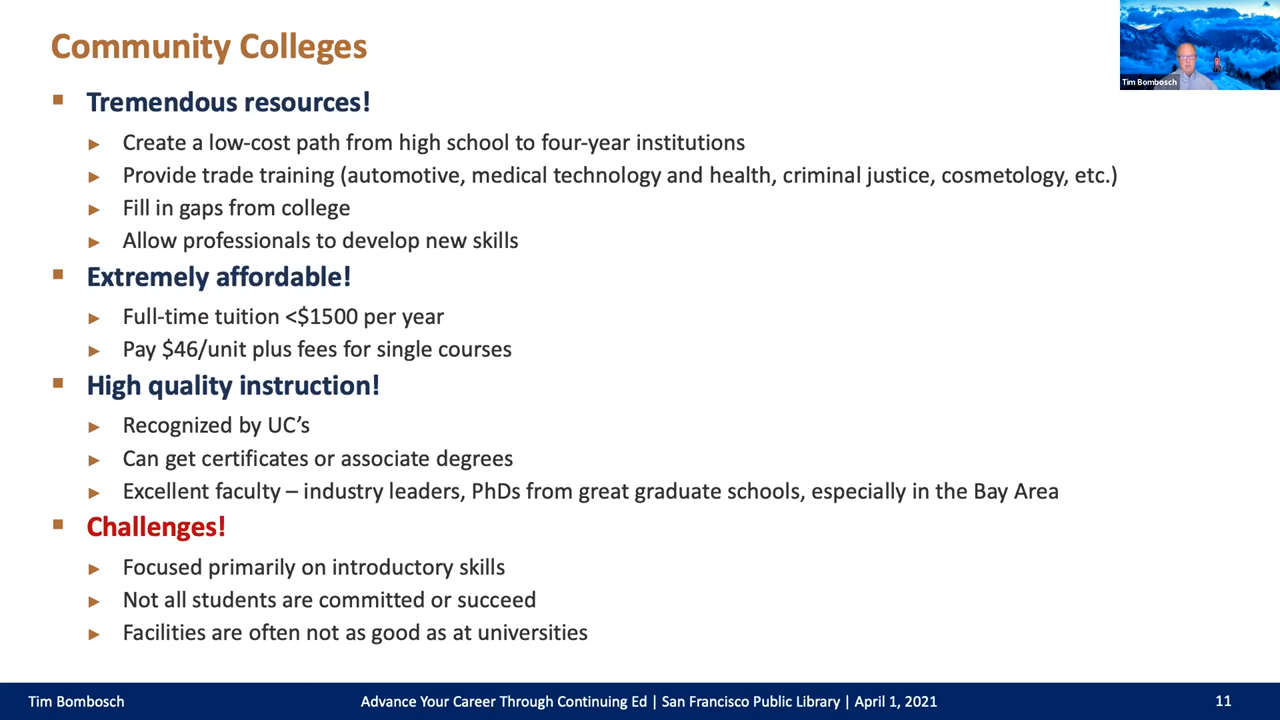 Community Colleges
Tim Bombosch
■ Tremendous resources!
► Create a low-cost path from high school to four-year institutions
► Provide trade training (automotive, medical technology and health, criminal justice, cosmetology, etc.)
► Fill in gaps from college
► Allow professionals to develop new skills
■ Extremely affordable!
► Full-time tuition <$1500 per year
► Pay $46/unit plus fees for single courses
■ High quality instruction!
► Recognized by UC’s
► Can get certificates or associate degrees
► Excellent faculty – industry leaders, PhDs from great graduate schools, especially in the Bay Area
■ Challenges!
► Focused primarily on introductory skills
► Not all students are committed or succeed
► Facilities are often not as good as at universities
Tim Bombosch
Advance Your Career Through Continuing Ed | San Francisco Public Library | April 1, 2021
11